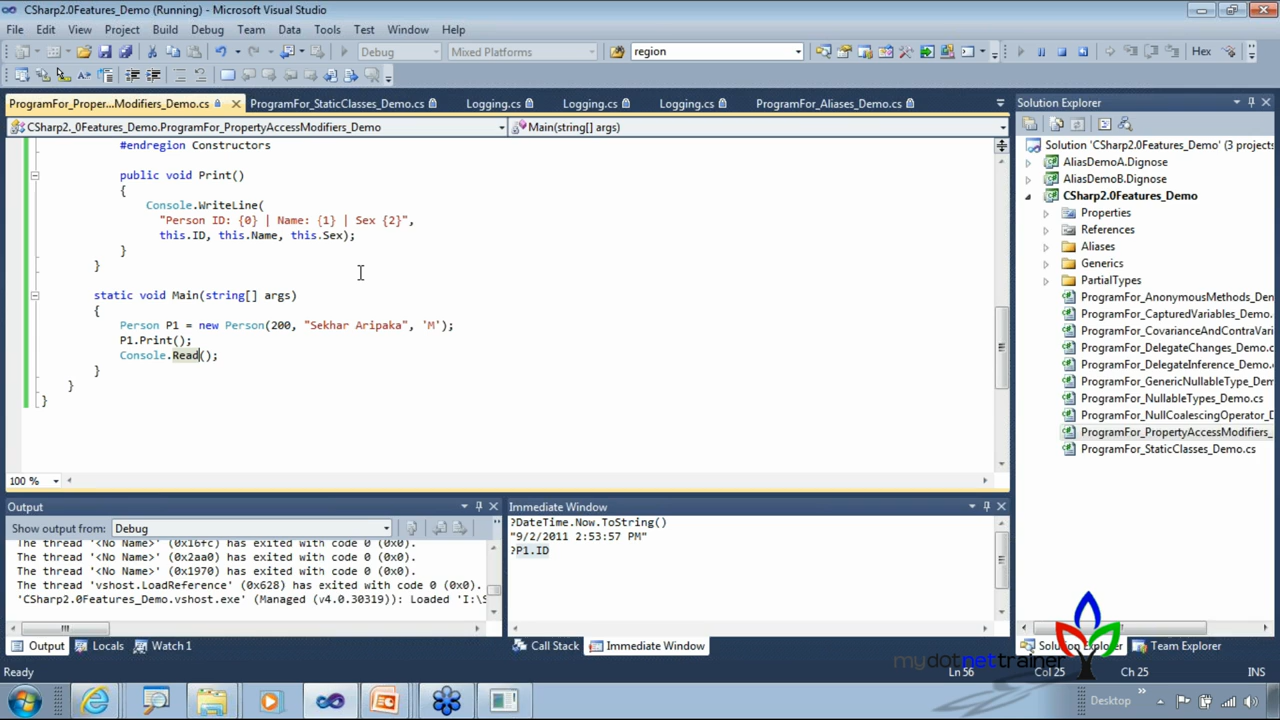 CSharp2.0Features_Demo (Running) - Microsoft Visual Studio
File Edit View Project Build Debug Team Data Tools Test Window Help
Debug Mixed Platforms region Hex
ProgramFor_Proper...Modifiers_Demo.cs ProgramFor_StaticClasses_Demo.cs Logging.cs Logging.cs Logging.cs ProgramFor_Aliases_Demo.cs
CSharp2._0Features_Demo.ProgramFor_PropertyAccessModifiers_Demo Main(string[] args)
#endregion Constructors
public void Print()
{
Console.WriteLine(
"Person ID: {0} | Name: {1} | Sex {2}",
this.ID, this.Name, this.Sex);
}
}
static void Main(string[] args)
{
Person P1 = new Person(200, "Sekhar Aripaka", 'M');
P1.Print();
Console.Read();
}
}
}
100 %
Solution Explorer
Solution 'CSharp2.0Features_Demo' (3 projects
AliasDemoA.Dignose
AliasDemoB.Dignose
CSharp2.0Features_Demo
Properties
References
Aliases
Generics
PartialTypes
ProgramFor_AnonymousMethods_Den
ProgramFor_CapturedVariables_Demo.
ProgramFor_CovarianceAndContraVari
ProgramFor_DelegateChanges_Demo.c
ProgramFor_DelegateInference_Demo.
ProgramFor_GenericNullableType_Dem
ProgramFor_NullableTypes_Demo.cs
ProgramFor_NullCoalescingOperator_D
ProgramFor_PropertyAccessModifiers_
ProgramFor_StaticClasses_Demo.cs
Output
Show output from: Debug
The thread '<No Name>' (0x16fc) has exited with code 0 (0x0).
The thread '<No Name>' (0x2aa0) has exited with code 0 (0x0).
The thread '<No Name>' (0x1970) has exited with code 0 (0x0).
The thread 'vshost.LoadReference' (0x628) has exited with code 0 (0x0).
'CSharp2.0Features_Demo.vshost.exe' (Managed (v4.0.30319)): Loaded 'I:\S
Immediate Window
?DateTime.Now.ToString()
"9/2/2011 2:53:57 PM"
?P1.ID
Output Locals Watch 1 Call Stack Immediate Window Solution Explorer Team Explorer
mydotnettrainer
Ready Ln 56 Col 25 Ch 25 INS
Desktop